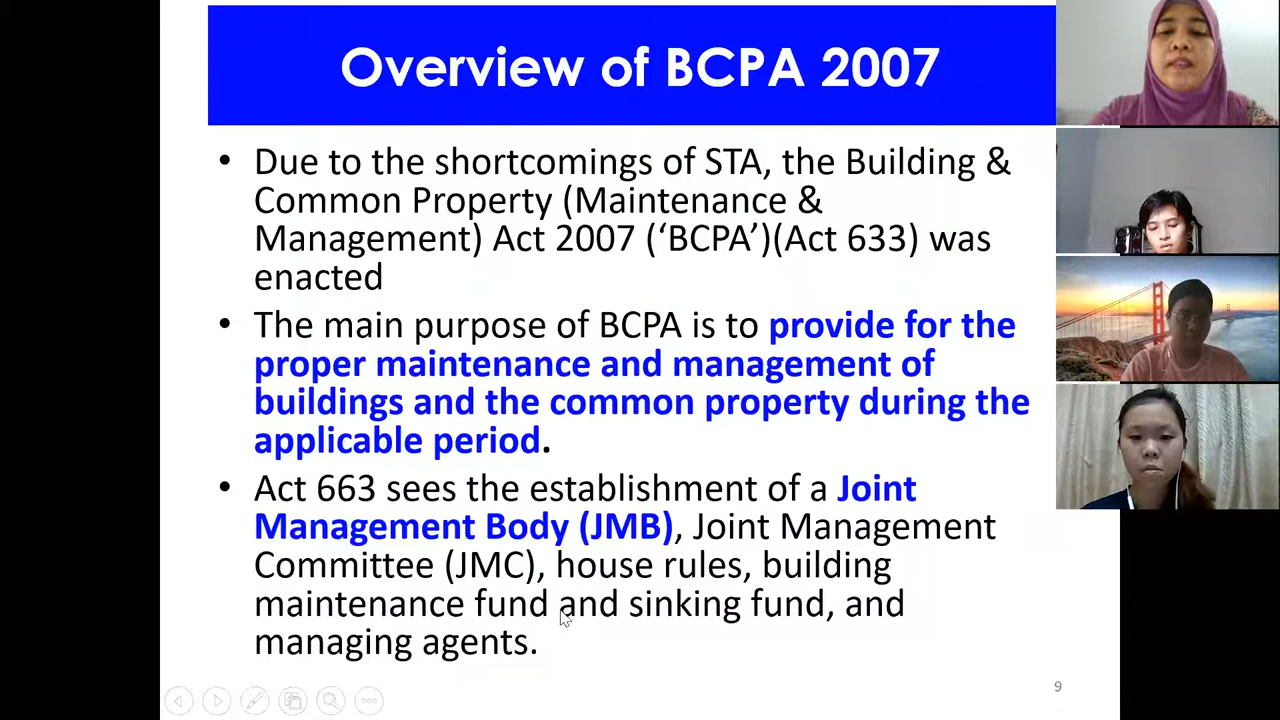 Overview of BCPA 2007
• Due to the shortcomings of STA, the Building &
Common Property (Maintenance &
Management) Act 2007 (‘BCPA’)(Act 633) was
enacted
• The main purpose of BCPA is to provide for the
proper maintenance and management of
buildings and the common property during the
applicable period.
• Act 663 sees the establishment of a Joint
Management Body (JMB), Joint Management
Committee (JMC), house rules, building
maintenance fund and sinking fund, and
managing agents.
9